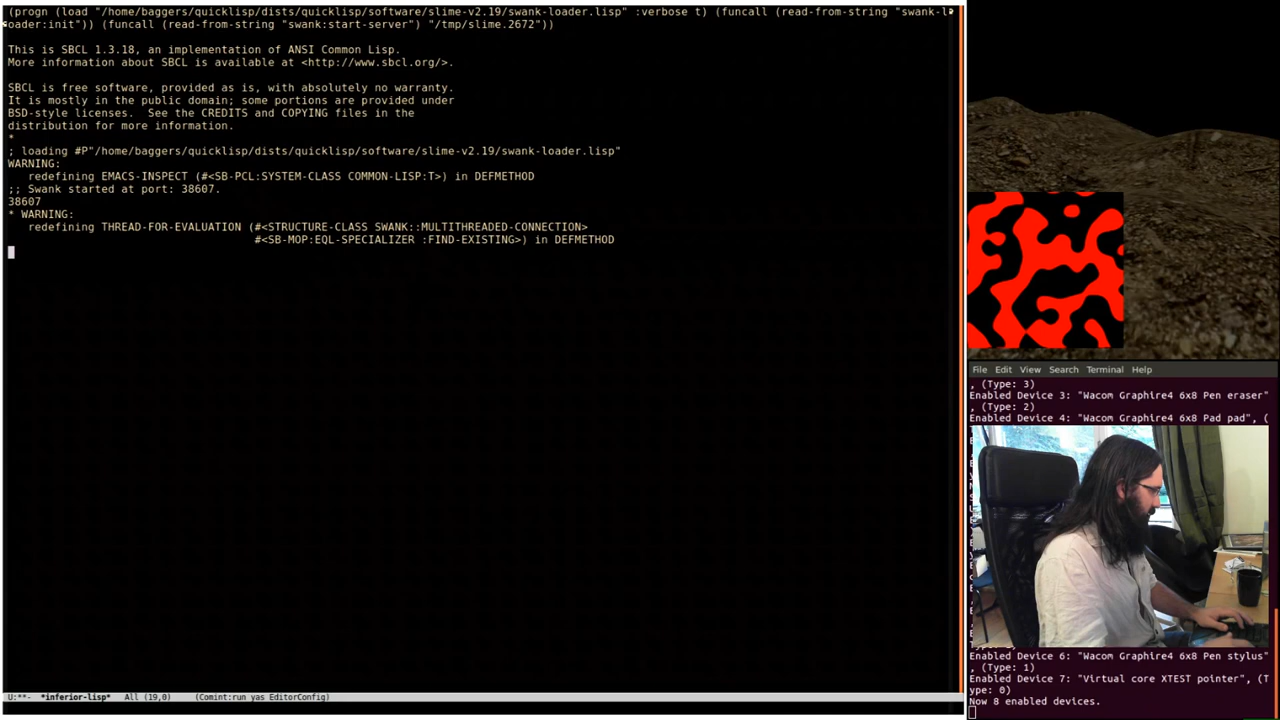 (progn (load "/home/baggers/quicklisp/dists/quicklisp/software/slime-v2.19/swank-loader.lisp" :verbose t) (funcall (read-from-string "swank-l
oader:init")) (funcall (read-from-string "swank:start-server") "/tmp/slime.2672"))
This is SBCL 1.3.18, an implementation of ANSI Common Lisp.
More information about SBCL is available at <http://www.sbcl.org/>.
SBCL is free software, provided as is, with absolutely no warranty.
It is mostly in the public domain; some portions are provided under
BSD-style licenses.  See the CREDITS and COPYING files in the
distribution for more information.
*
; loading #P"/home/baggers/quicklisp/dists/quicklisp/software/slime-v2.19/swank-loader.lisp"
WARNING:
redefining EMACS-INSPECT (#<SB-PCL:SYSTEM-CLASS COMMON-LISP:T>) in DEFMETHOD
;; Swank started at port: 38607.
38607
* WARNING:
redefining THREAD-FOR-EVALUATION (#<STRUCTURE-CLASS SWANK::MULTITHREADED-CONNECTION>
#<SB-MOP:EQL-SPECIALIZER :FIND-EXISTING>) in DEFMETHOD
U:**-  *inferior-lisp*   All (19,0)     (Comint:run yas EditorConfig)
File Edit View Search Terminal Help
, (Type: 3)
Enabled Device 3: "Wacom Graphire4 6x8 Pen eraser"
, (Type: 2)
Enabled Device 4: "Wacom Graphire4 6x8 Pad pad", (
Enabled Device 6: "Wacom Graphire4 6x8 Pen stylus"
, (Type: 1)
Enabled Device 7: "Virtual core XTEST pointer", (T
ype: 0)
Now 8 enabled devices.